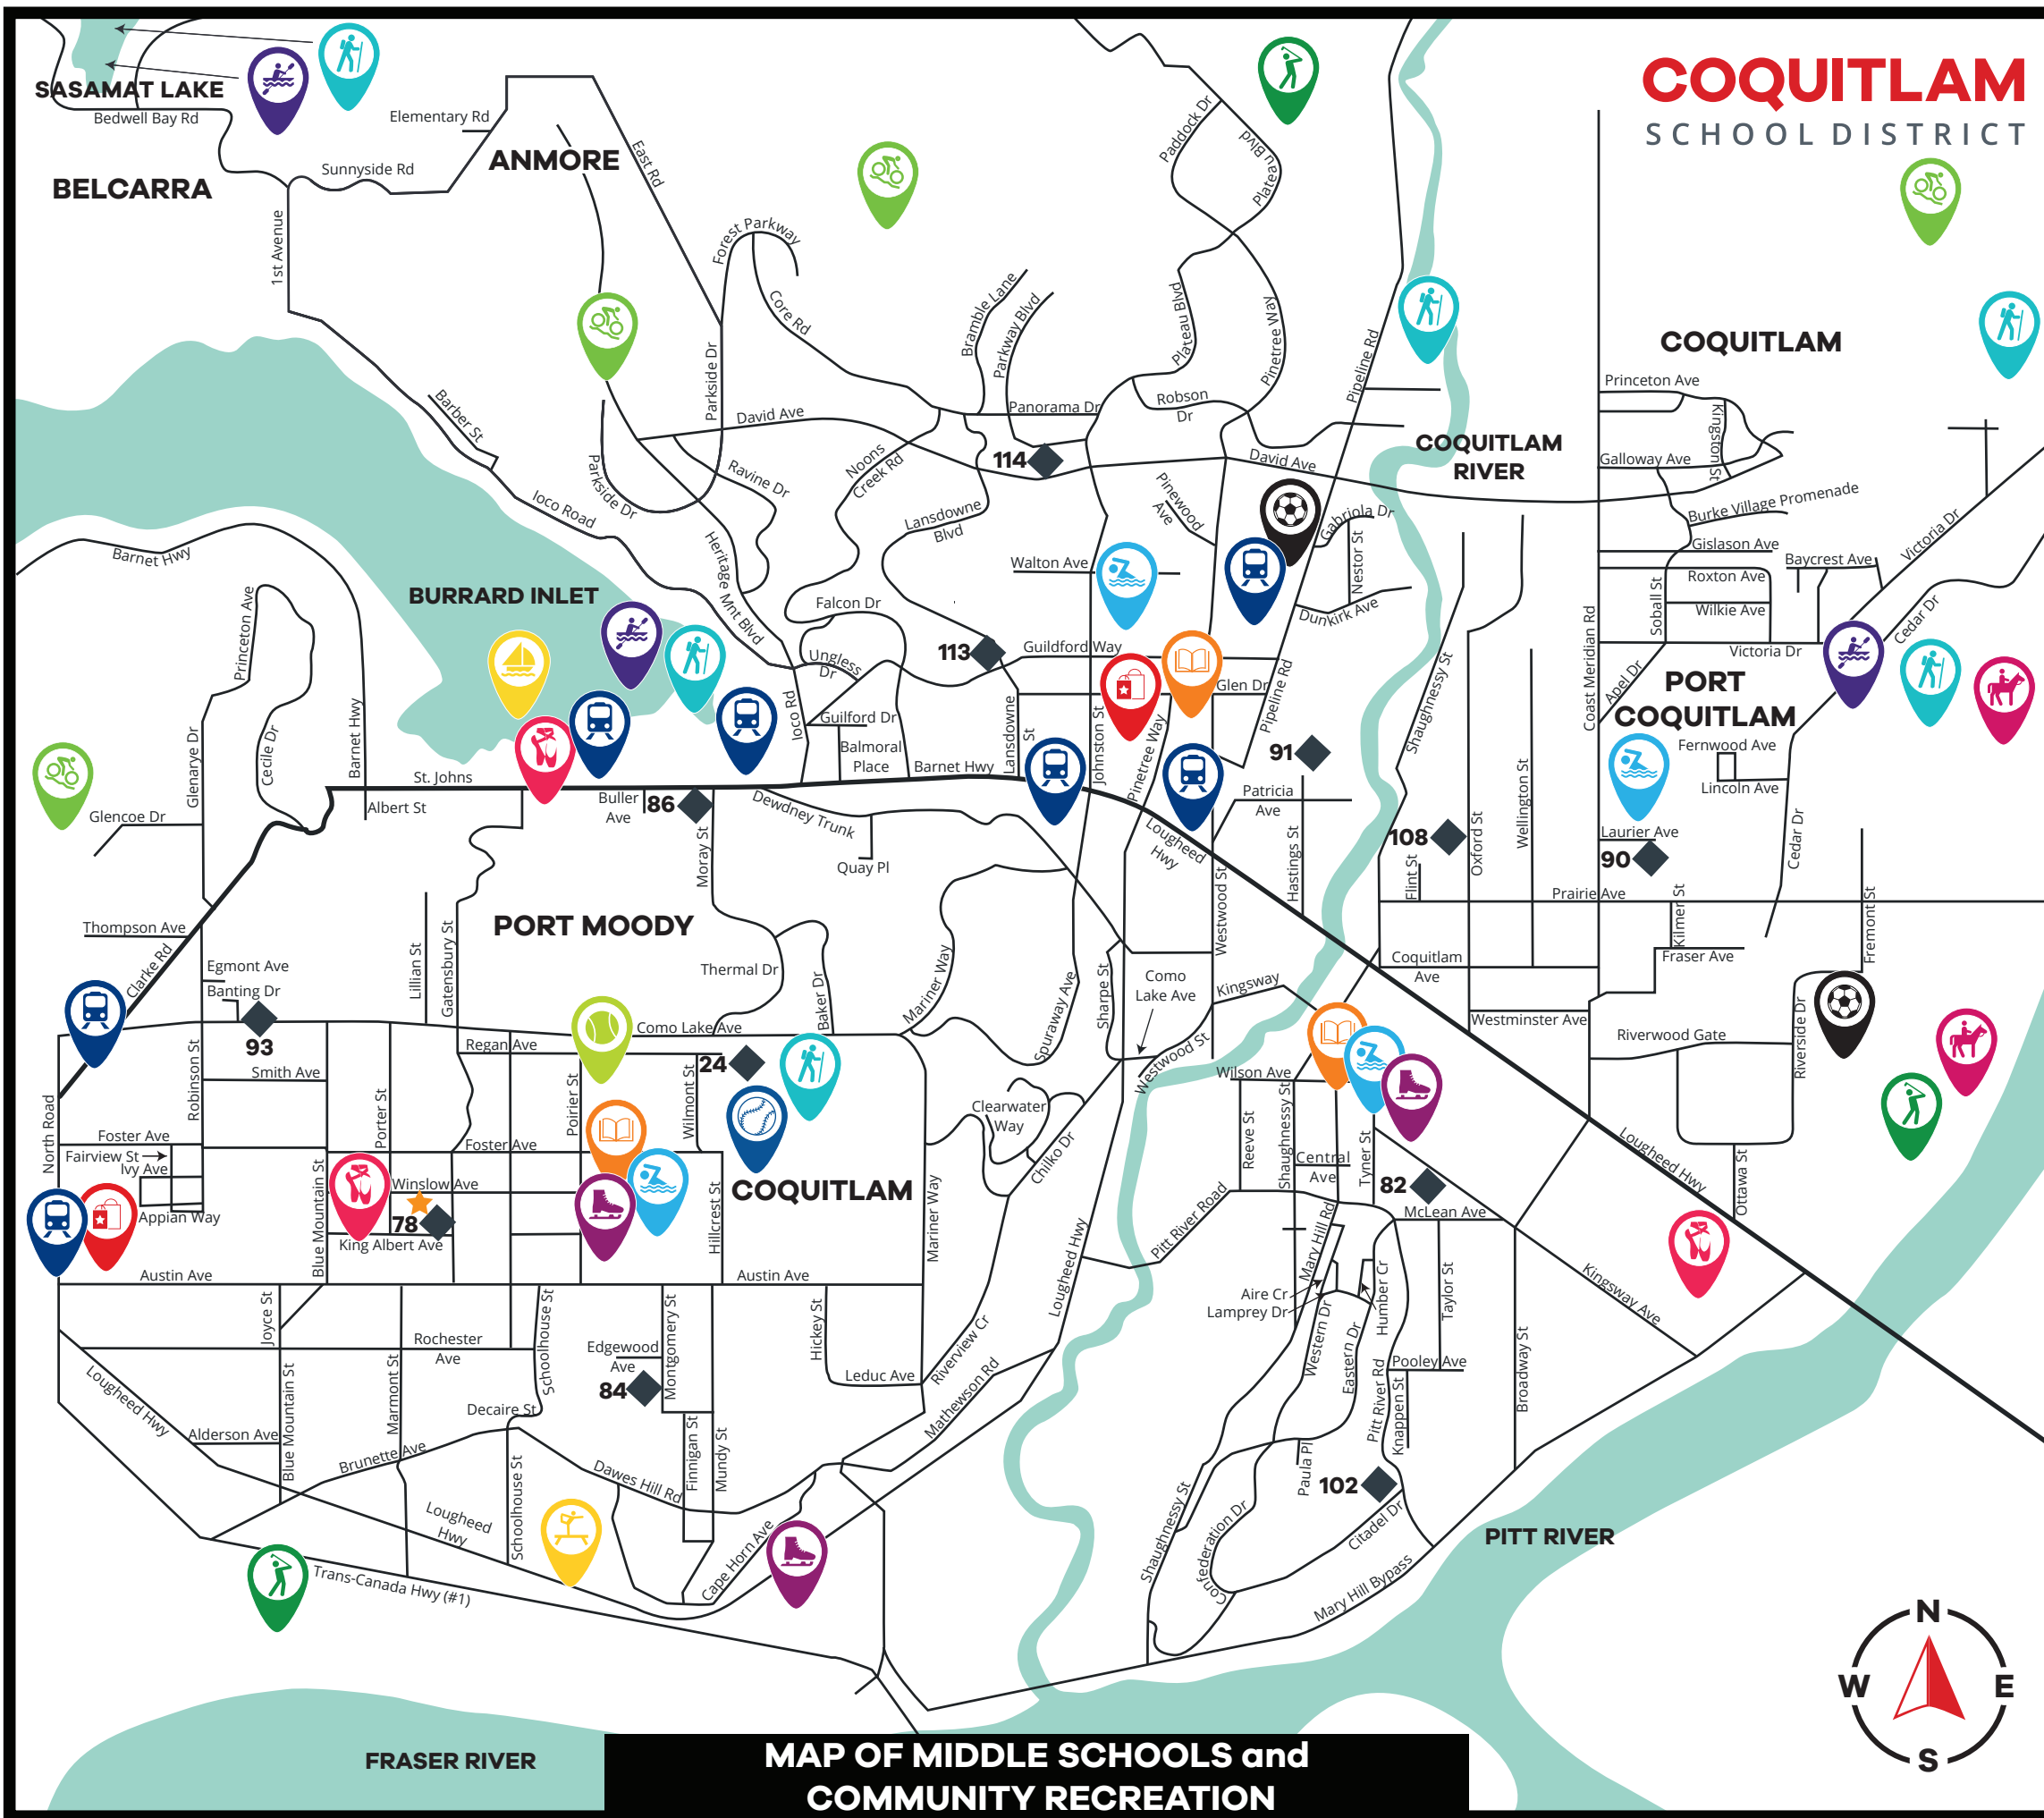 COQUITLAM
SCHOOL DISTRICT
SASAMAT LAKE
Bedwell Bay Rd
BELCARRA
Elementary Rd
ANMORE
Sunnyside Rd
East Rd
1st Avenue
Paddock Dr
Plateau Blvd
Forest Parkway
Core Rd
Bramble Lane
Parkway Blvd
Plateau Blvd
Pinetree Way
Pipeline Rd
COQUITLAM
Princeton Ave
Kingston St
Parkside Dr
Barber St
David Ave
Panorama Dr
Robson
Dr
COQUITLAM
RIVER
Galloway Ave
114
David Ave
Noons
Creek Rd
Ravine Dr
Parkside Dr
Ioco Road
Lansdowne
Blvd
Pinewood
Ave
Gabriola Dr
Nestor St
Burke Village Promenade
Victoria Dr
Gislason Ave
Baycrest Ave
Roxton Ave
Wilkie Ave
Soball St
Coast Meridian Rd
Barnet Hwy
Heritage Mnt Blvd
Walton Ave
Dunkirk Ave
Cedar Dr
BURRARD INLET
Falcon Dr
Princeton Ave
113
Guildford Way
Ungless
Dr
Victoria Dr
Apel Dr
PORT
COQUITLAM
Shaughnessy St
Glen Dr
Pipeline Rd
Ioco Rd
Guilford Dr
Lansdowne
St
Johnston St
Pinetree Way
Glenayre Dr
Cecile Dr
Barnet Hwy
Balmoral
Place
Barnet Hwy
St. Johns
91
Fernwood Ave
Lincoln Ave
Wellington St
Oxford St
Glencoe Dr
Albert St
Buller
Ave
86
Dewdney Trunk
Patricia
Ave
Lougheed
Hwy
Hastings St
108
Flint St
Laurier Ave
90
Cedar Dr
Moray St
Quay Pl
Prairie Ave
Kilmer St
Fremont St
Thompson Ave
PORT MOODY
Westwood St
Clarke Rd
Egmont Ave
Banting Dr
Lillian St
Gatensbury St
Thermal Dr
Baker Dr
Mariner Way
Spuraway Ave
Sharpe St
Como
Lake Ave
Kingsway
Coquitlam
Ave
Fraser Ave
93
Como Lake Ave
Regan Ave
Westminster Ave
Riverwood Gate
Riverside Dr
24
Smith Ave
Robinson St
Porter St
Poirier St
Wilmont St
Westwood St
Wilson Ave
Clearwater
Way
Chilko Dr
Reeve St
Shaughnessy St
Tyner St
North Road
Foster Ave
Fairview St
Ivy Ave
Foster Ave
Central
Ave
Lougheed Hwy
Ottawa St
Appian Way
Blue Mountain St
Winslow Ave
78
King Albert Ave
COQUITLAM
Hillcrest St
Mariner Way
82
McLean Ave
Pitt River Road
Mary Hill Rd
Austin Ave
Austin Ave
Lougheed Hwy
Aire Cr
Lamprey Dr
Humber Cr
Taylor St
Kingsway Ave
Joyce St
Rochester
Ave
Schoolhouse St
Edgewood
Ave
84
Montgomery St
Hickey St
Leduc Ave
Riverview Cr
Mathewson Rd
Western Dr
Eastern Dr
Pooley Ave
Pitt River Rd
Knappen St
Broadway St
Lougheed Hwy
Alderson Ave
Blue Mountain St
Marmont St
Decaire St
Brunette Ave
Schoolhouse St
Dawes Hill Rd
Finnigan St
Mundy St
Paula Pl
102
Citadel Dr
Shaughnessy St
Confederation Dr
Mary Hill Bypass
PITT RIVER
Lougheed
Hwy
Cape Horn Ave
Trans-Canada Hwy (#1)
N
W
E
S
FRASER RIVER
MAP OF MIDDLE SCHOOLS and
COMMUNITY RECREATION